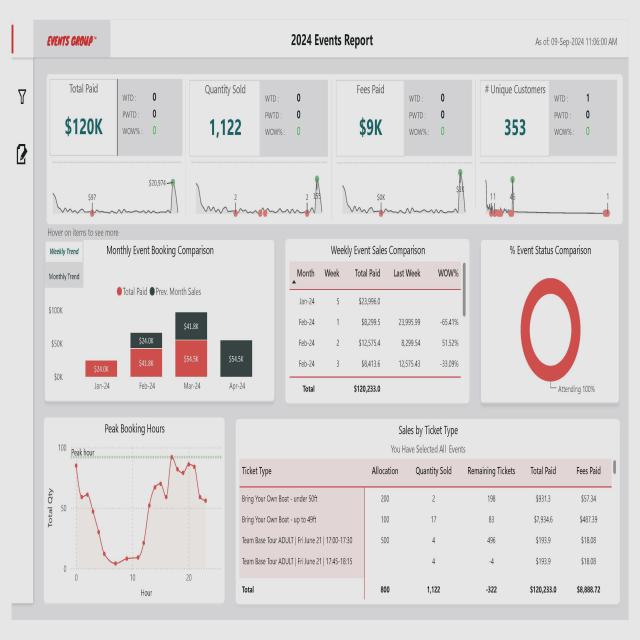 EVENTS GROUP™
2024 Events Report
As of: 09-Sep-2024 11:06:00 AM
Total Paid
$120K
WTD : 0
PWTD : 0
WOW% : 0
Quantity Sold
1,122
WTD : 0
PWTD : 0
WOW% : 0
Fees Paid
$9K
WTD : 0
PWTD : 0
WOW% : 0
# Unique Customers
353
WTD : 1
PWTD : 0
WOW% : 0
$97
$20,974
2
2
155
$0K
$1K
11
45
1
Hover on items to see more
Weekly Trend
Monthly Trend
Monthly Event Booking Comparison
Total Paid Prev. Month Sales
$100K
$50K
$0K
$24.0K
$24.0K
$41.8K
$41.8K
$54.5K
$54.5K
Jan-24 Feb-24 Mar-24 Apr-24
Weekly Event Sales Comparison
Month Week Total Paid Last Week WOW%
Jan-24 5 $23,996.0
Feb-24 1 $8,299.5 23,995.99 -65.41%
Feb-24 2 $12,575.4 8,299.54 51.52%
Feb-24 3 $8,413.6 12,575.43 -33.09%
Total $120,233.0
% Event Status Comparison
Attending 100%
Peak Booking Hours
Total Qty
100
50
0
Peak hour
0 10 20
Hour
Sales by Ticket Type
You Have Selected All Events
Ticket Type Allocation Quantity Sold Remaining Tickets Total Paid Fees Paid
Bring Your Own Boat - under 50ft 200 2 198 $931.3 $57.34
Bring Your Own Boat - up to 49ft 100 17 83 $7,934.6 $487.39
Team Base Tour ADULT | Fri June 21 | 17:00-17:30 500 4 496 $193.9 $18.08
Team Base Tour ADULT | Fri June 21 | 17:45-18:15 4 -4 $193.9 $18.08
Total 800 1,122 -322 $120,233.0 $8,888.72